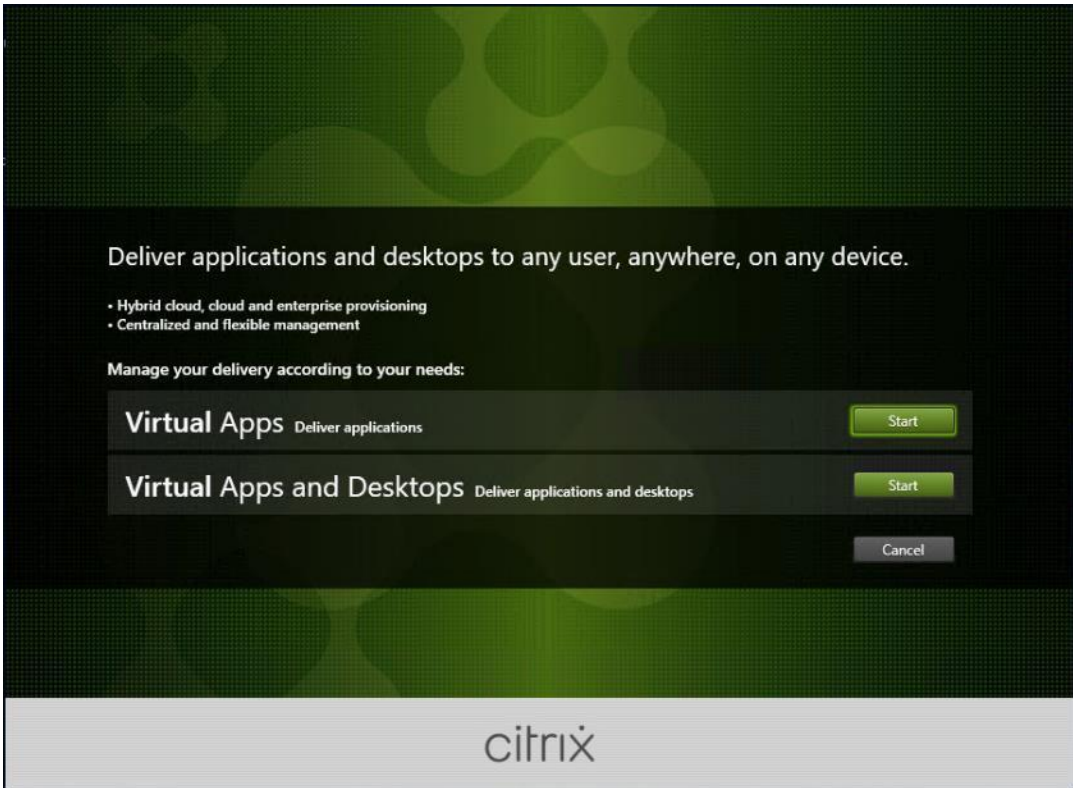 Deliver applications and desktops to any user, anywhere, on any device.
• Hybrid cloud, cloud and enterprise provisioning
• Centralized and flexible management
Manage your delivery according to your needs:
Virtual Apps Deliver applications
Start
Virtual Apps and Desktops Deliver applications and desktops
Start
Cancel
citrix